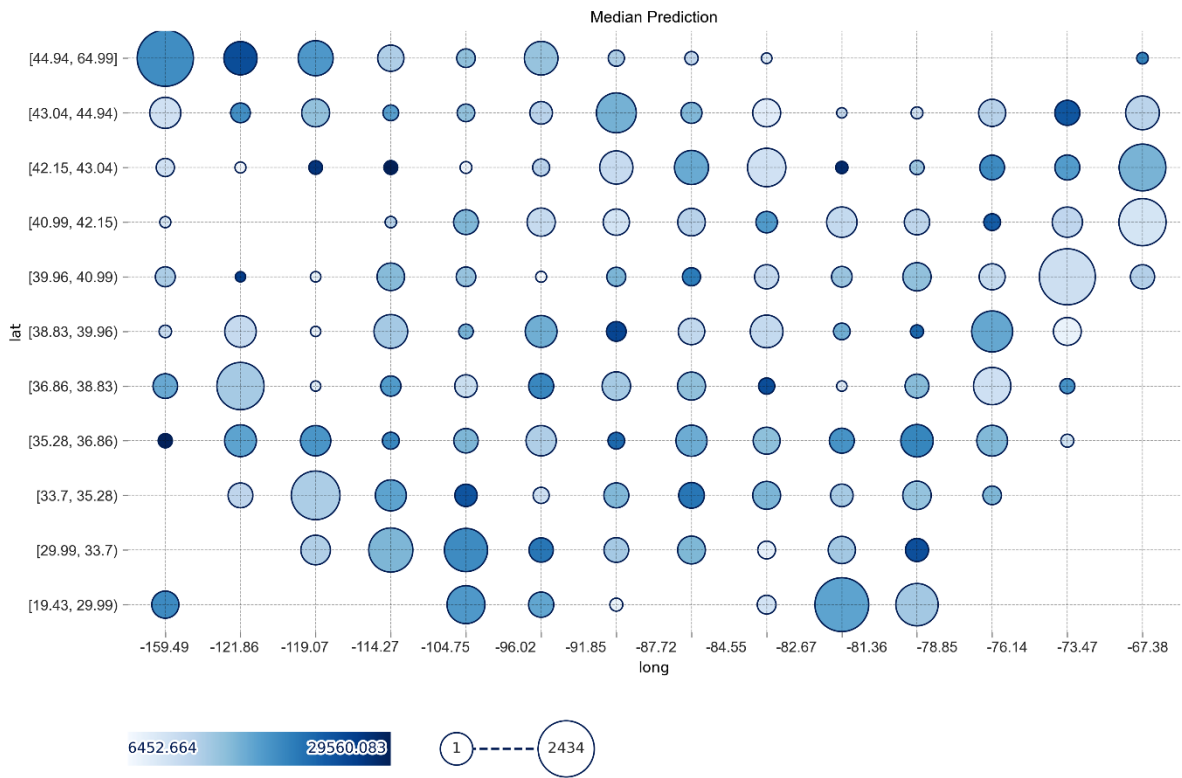 Median Prediction
[44.94, 64.99]
[43.04, 44.94)
[42.15, 43.04)
[40.99, 42.15)
[39.96, 40.99)
lat
[38.83, 39.96)
[36.86, 38.83)
[35.28, 36.86)
[33.7, 35.28)
[29.99, 33.7)
[19.43, 29.99)
-159.49 -121.86 -119.07 -114.27 -104.75 -96.02 -91.85 -87.72 -84.55 -82.67 -81.36 -78.85 -76.14 -73.47 -67.38
long
6452.664 29560.083 1 2434